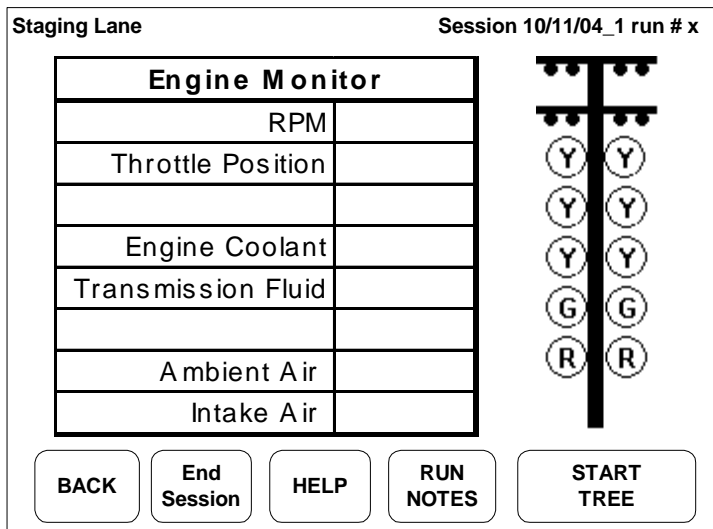 Staging Lane Session 10/11/04_1 run # x
Engine Monitor
RPM
Throttle Position
Engine Coolant
Transmission Fluid
Ambient Air
Intake Air
Y Y
Y Y
Y Y
G G
R R
BACK
End
Session
HELP
RUN
NOTES
START
TREE